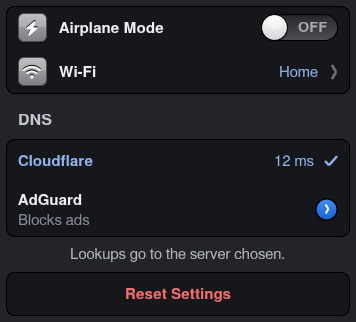 Airplane Mode OFF
Wi-Fi Home
DNS
Cloudflare 12 ms
AdGuard
Blocks ads
Lookups go to the server chosen.
Reset Settings